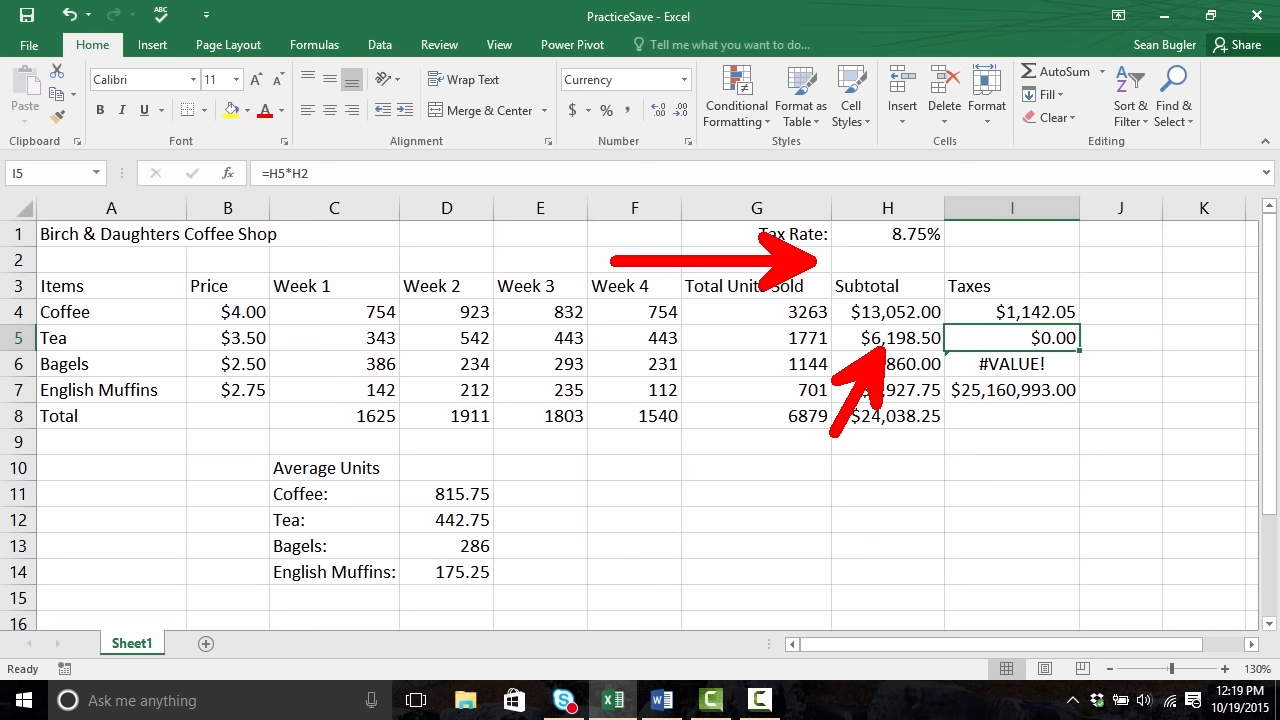 PracticeSave - Excel
File Home Insert Page Layout Formulas Data Review View Power Pivot Tell me what you want to do... Sean Bugler Share
Paste
Clipboard
Calibri 11
B I U
Font
Wrap Text
Merge & Center
Alignment
Currency
$ % ,
Number
Conditional Formatting
Format as Table
Cell Styles
Styles
Insert Delete Format
Cells
AutoSum
Fill
Clear
Sort & Filter
Find & Select
Editing
I5 fx =H5*H2
A B C D E F G H I J K
1 Birch & Daughters Coffee Shop Tax Rate: 8.75%
2
3 Items Price Week 1 Week 2 Week 3 Week 4 Total Units Sold Subtotal Taxes
4 Coffee $4.00 754 923 832 754 3263 $13,052.00 $1,142.05
5 Tea $3.50 343 542 443 443 1771 $6,198.50 $0.00
6 Bagels $2.50 386 234 293 231 1144 860.00 #VALUE!
7 English Muffins $2.75 142 212 235 112 701 ,927.75 $25,160,993.00
8 Total 1625 1911 1803 1540 6879 $24,038.25
9
10 Average Units
11 Coffee: 815.75
12 Tea: 442.75
13 Bagels: 286
14 English Muffins: 175.25
15
16
Sheet1
Ready 130%
Ask me anything
12:19 PM
10/19/2015